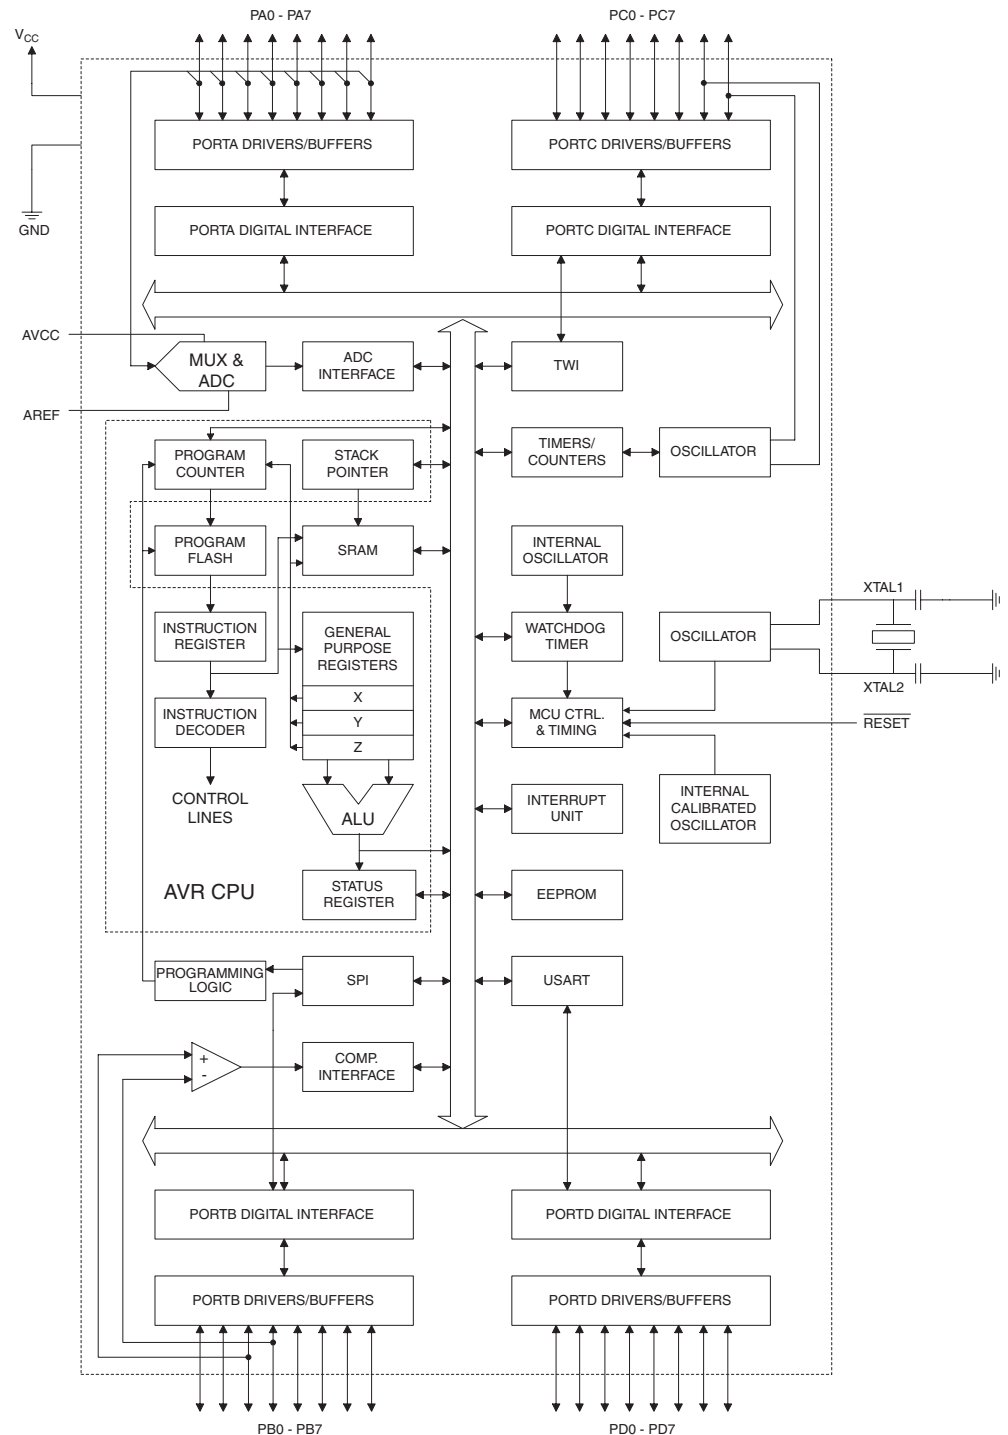 PA0 - PA7
PC0 - PC7
VCC
PORTA DRIVERS/BUFFERS
PORTC DRIVERS/BUFFERS
GND
PORTA DIGITAL INTERFACE
PORTC DIGITAL INTERFACE
AVCC
MUX &
ADC
ADC
INTERFACE
TWI
AREF
PROGRAM
COUNTER
STACK
POINTER
TIMERS/
COUNTERS
OSCILLATOR
PROGRAM
FLASH
SRAM
INTERNAL
OSCILLATOR
XTAL1
INSTRUCTION
REGISTER
GENERAL
PURPOSE
REGISTERS
WATCHDOG
TIMER
OSCILLATOR
XTAL2
X
Y
Z
INSTRUCTION
DECODER
MCU CTRL.
& TIMING
RESET
CONTROL
LINES
ALU
INTERRUPT
UNIT
INTERNAL
CALIBRATED
OSCILLATOR
AVR CPU
STATUS
REGISTER
EEPROM
PROGRAMMING
LOGIC
SPI
USART
+
-
COMP.
INTERFACE
PORTB DIGITAL INTERFACE
PORTD DIGITAL INTERFACE
PORTB DRIVERS/BUFFERS
PORTD DRIVERS/BUFFERS
PB0 - PB7
PD0 - PD7